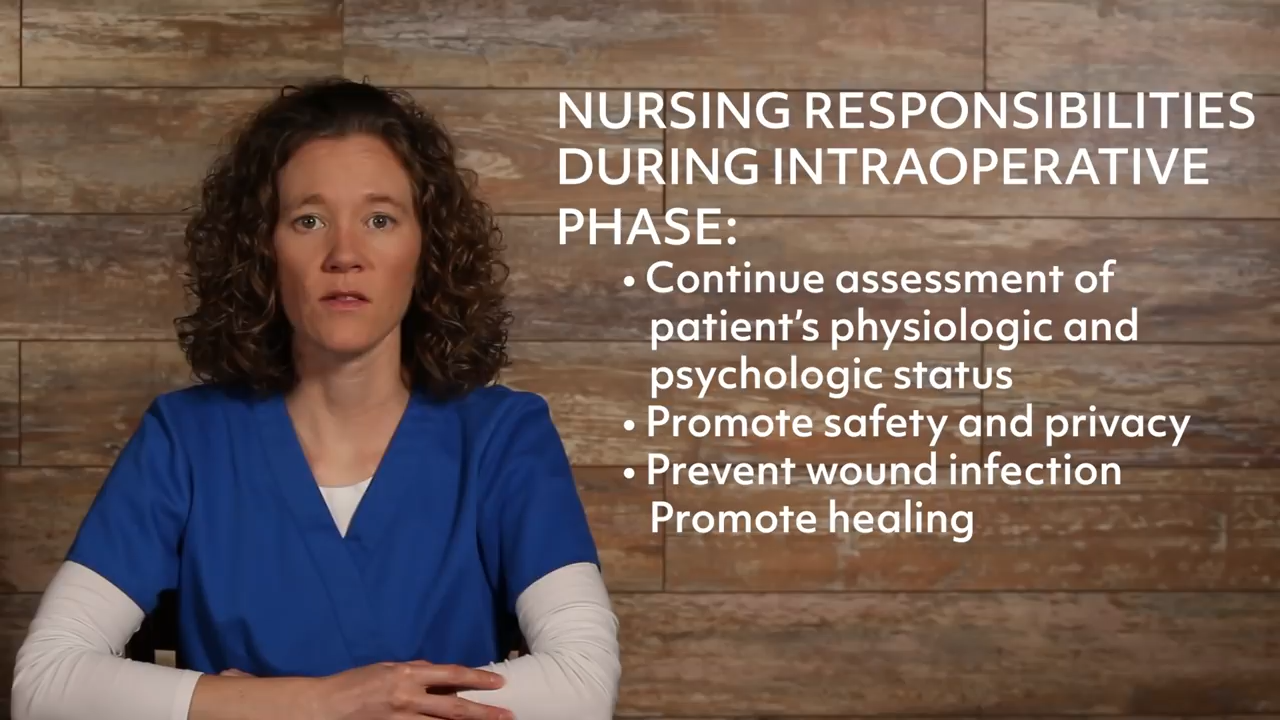 NURSING RESPONSIBILITIES
DURING INTRAOPERATIVE
PHASE:
• Continue assessment of
patient's physiologic and
psychologic status
• Promote safety and privacy
• Prevent wound infection
Promote healing